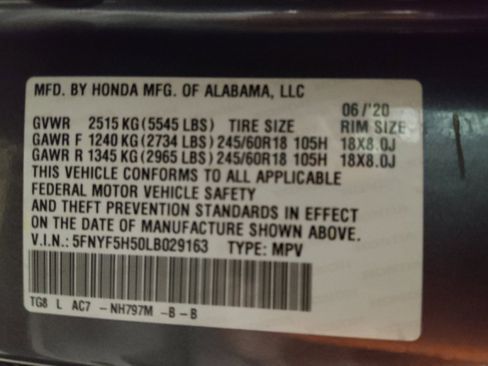 MFD. BY HONDA MFG. OF ALABAMA, LLC
06/'20
GVWR 2515 KG (5545 LBS) TIRE SIZE RIM SIZE
GAWR F 1240 KG (2734 LBS) 245/60R18 105H 18X8.0J
GAWR R 1345 KG (2965 LBS) 245/60R18 105H 18X8.0J
THIS VEHICLE CONFORMS TO ALL APPLICABLE
FEDERAL MOTOR VEHICLE SAFETY
AND THEFT PREVENTION STANDARDS IN EFFECT
ON THE DATE OF MANUFACTURE SHOWN ABOVE.
V.I.N.: 5FNYF5H50LB029163 TYPE: MPV
TG8 L AC7 - NH797M -B-B